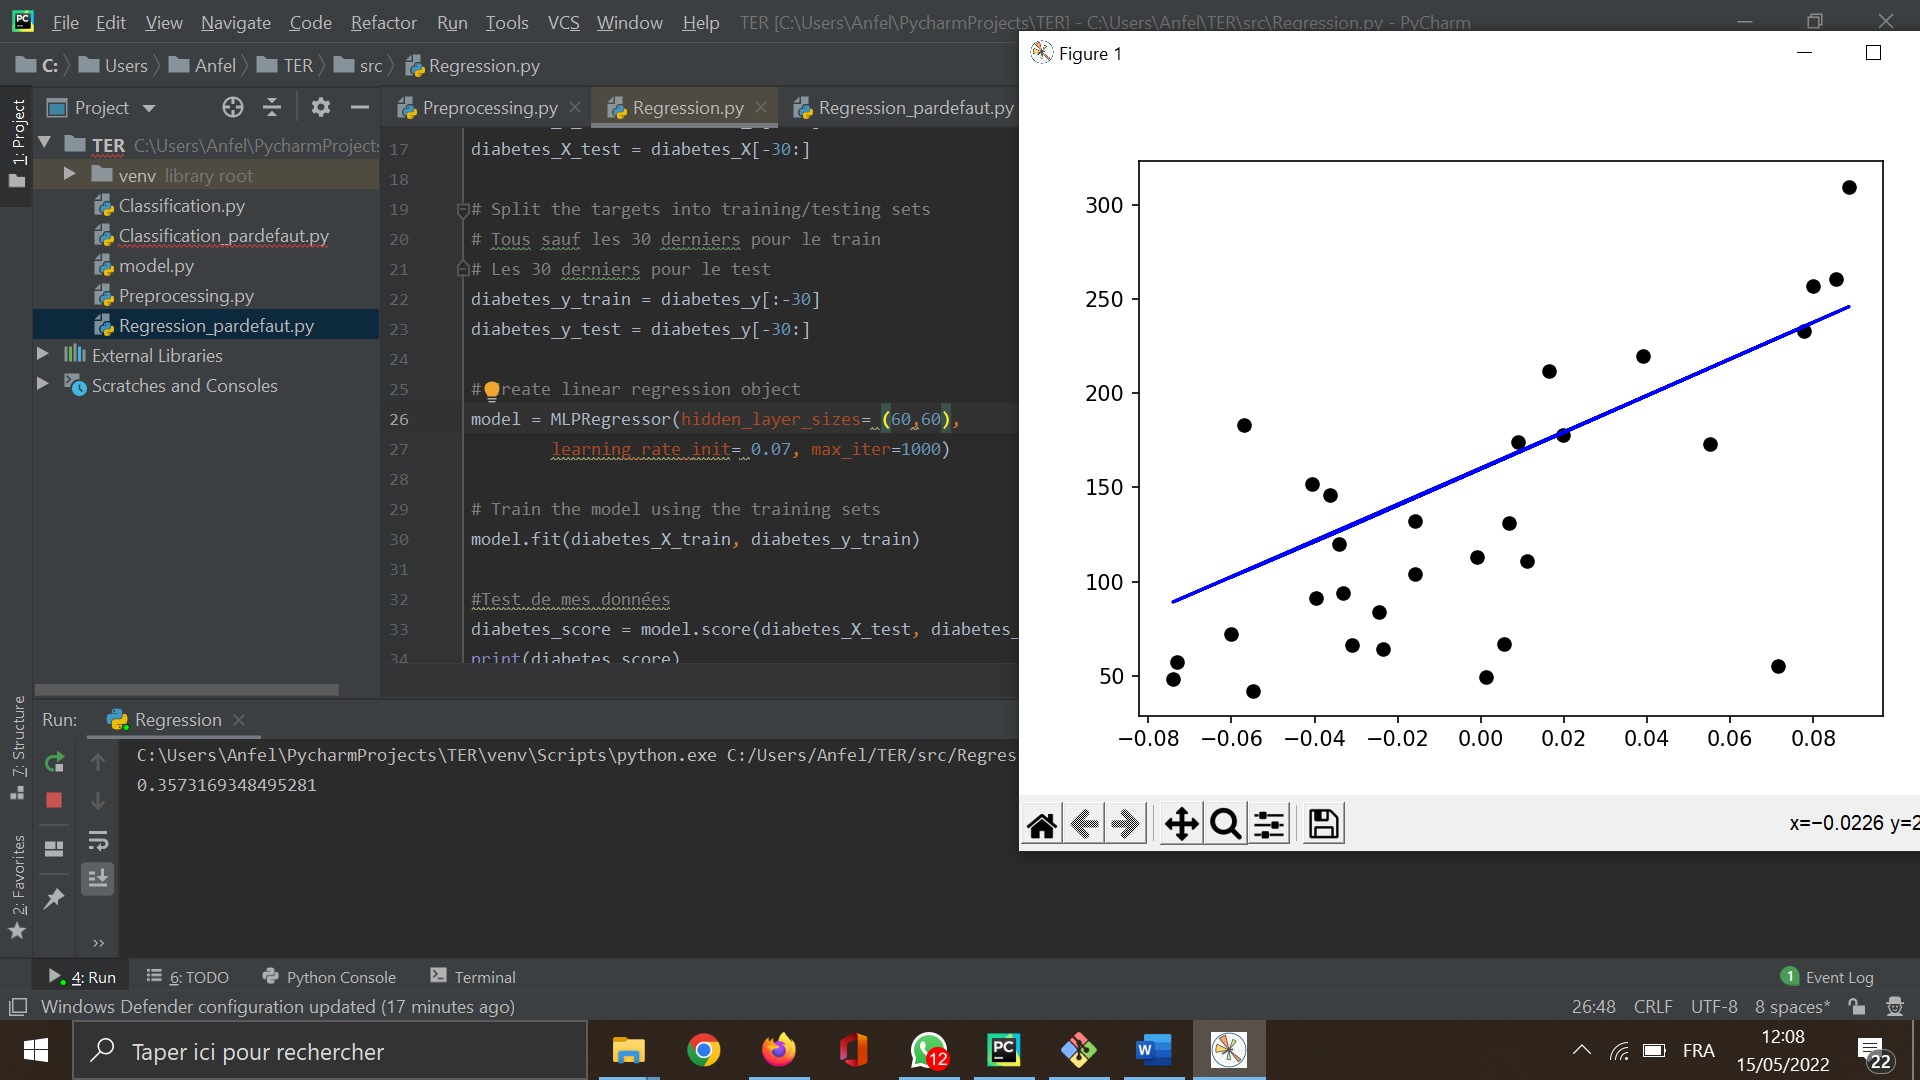 File Edit View Navigate Code Refactor Run Tools VCS Window Help TER [C:\Users\Anfel\PycharmProjects\TER] - C:\Users\Anfel\TER\src\Regression.py - PyCharm
C: Users Anfel TER src Regression.py
Project
Preprocessing.py Regression.py Regression_pardefaut.py
1: Project
TER C:\Users\Anfel\PycharmProjects
venv library root
Classification.py
Classification_pardefaut.py
model.py
Preprocessing.py
Regression_pardefaut.py
External Libraries
Scratches and Consoles
17 diabetes_X_test = diabetes_X[-30:]
18
19 # Split the targets into training/testing sets
20 # Tous sauf les 30 derniers pour le train
21 # Les 30 derniers pour le test
22 diabetes_y_train = diabetes_y[:-30]
23 diabetes_y_test = diabetes_y[-30:]
24
25 # reate linear regression object
26 model = MLPRegressor(hidden_layer_sizes= (60,60),
27 learning_rate_init= 0.07, max_iter=1000)
28
29 # Train the model using the training sets
30 model.fit(diabetes_X_train, diabetes_y_train)
31
32 #Test de mes données
33 diabetes_score = model.score(diabetes_X_test, diabetes_
34 print(diabetes_score)
Figure 1
300
250
200
150
100
50
−0.08 −0.06 −0.04 −0.02 0.00 0.02 0.04 0.06 0.08
x=−0.0226 y=2
7: Structure
2: Favorites
Run: Regression
C:\Users\Anfel\PycharmProjects\TER\venv\Scripts\python.exe C:/Users/Anfel/TER/src/Regres
0.3573169348495281
4: Run 6: TODO Python Console Terminal
1 Event Log
Windows Defender configuration updated (17 minutes ago)
26:48 CRLF UTF-8 8 spaces*
Taper ici pour rechercher
12
PC
W
FRA
12:08
15/05/2022
22